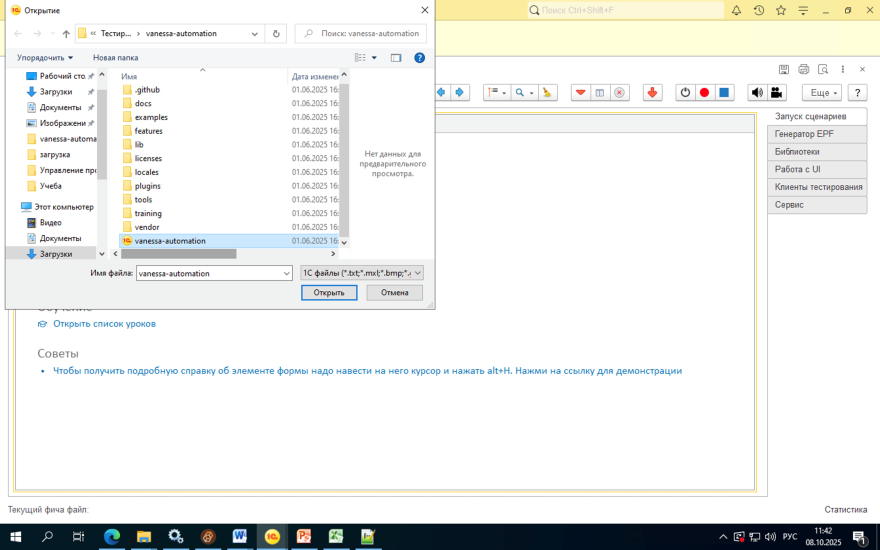 Открытие
Поиск Ctrl+Shift+F
« Тестир... › vanessa-automation
Поиск: vanessa-automation
Упорядочить
Новая папка
Имя
Дата изменен
Рабочий сто.
Загрузки
Документы
Изображени
vanessa-automa
загрузка
Управление про
Учеба
Этот компьютер
Видео
Документы
Загрузки
.github 01.06.2025 16:
docs 01.06.2025 16:
examples 01.06.2025 16:
features 01.06.2025 16:
lib 01.06.2025 16:
licenses 01.06.2025 16:
locales 01.06.2025 16:
plugins 01.06.2025 16:
tools 01.06.2025 16:
training 01.06.2025 16:
vendor 01.06.2025 16:
vanessa-automation 01.06.2025 16:
Нет данных для
предварительного
просмотра.
Имя файла: vanessa-automation
1С файлы (*.txt;*.mxl;*.bmp;*.
Открыть
Отмена
Еще
?
Запуск сценариев
Генератор EPF
Библиотеки
Работа с UI
Клиенты тестирования
Сервис
Обучение
Открыть список уроков
Советы
• Чтобы получить подробную справку об элементе формы надо навести на него курсор и нажать alt+H. Нажми на ссылку для демонстрации
Текущий фича файл:
Статистика
РУС
11:42
08.10.2025
1